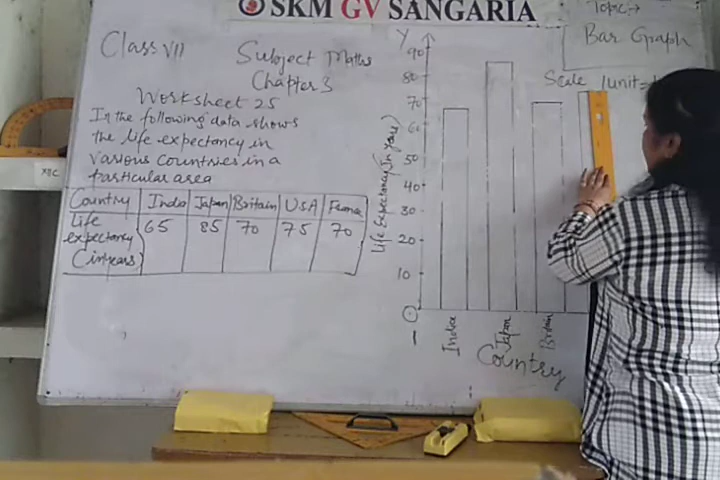 SKM GV SANGARIA
Topic:→
Bar Graph
Class VII
Subject Maths
Chapter 3
Worksheet 25
In the following data shows
the life expectancy in
various countries in a
particular area
Country India Japan Britain USA
Life expectancy (in years) 65 85 70 75 70
Scale 1unit=
Y
90
80
70
60
50
40
30
20
10
0
Life Expectancy (In Years)
India
Japan
Britain
Country
XII C